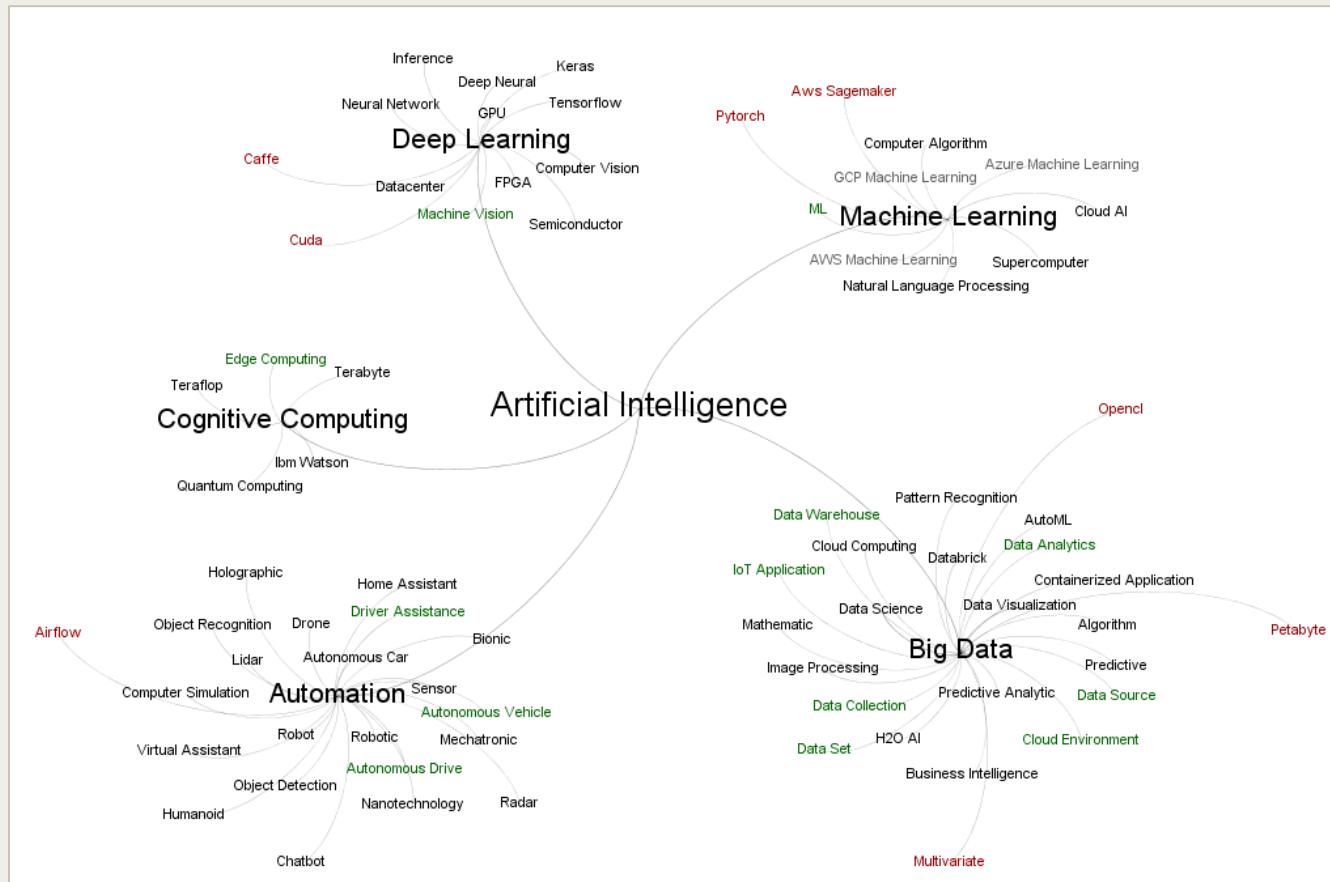 Inference
Keras
Deep Neural
Neural Network
Tensorflow
GPU
Deep Learning
Caffe
Computer Vision
Datacenter
FPGA
Machine Vision
Semiconductor
Cuda
Aws Sagemaker
Pytorch
Computer Algorithm
Azure Machine Learning
GCP Machine Learning
ML
Machine Learning
Cloud AI
AWS Machine Learning
Supercomputer
Natural Language Processing
Artificial Intelligence
Edge Computing
Terabyte
Teraflop
Cognitive Computing
Ibm Watson
Quantum Computing
Holographic
Home Assistant
Driver Assistance
Airflow
Object Recognition
Drone
Bionic
Lidar
Autonomous Car
Computer Simulation
Automation
Sensor
Autonomous Vehicle
Robot
Robotic
Mechatronic
Virtual Assistant
Autonomous Drive
Object Detection
Nanotechnology
Radar
Humanoid
Chatbot
Opencl
Pattern Recognition
Data Warehouse
AutoML
Cloud Computing
Databrick
Data Analytics
IoT Application
Containerized Application
Data Science
Data Visualization
Mathematic
Algorithm
Petabyte
Big Data
Image Processing
Predictive
Predictive Analytic
Data Source
Data Collection
H2O AI
Cloud Environment
Data Set
Business Intelligence
Multivariate